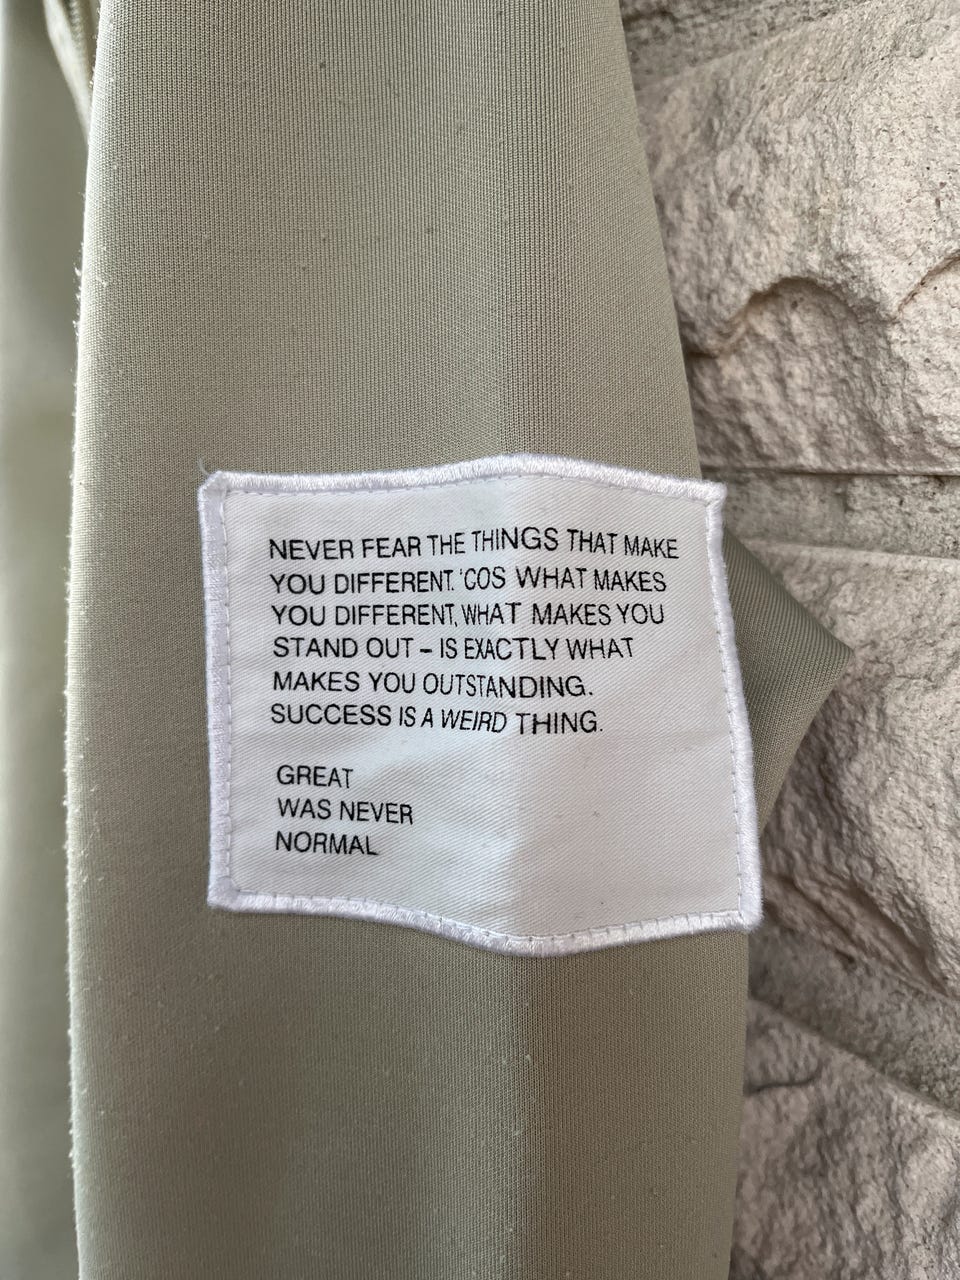 NEVER FEAR THE THINGS THAT MAKE
YOU DIFFERENT. 'COS WHAT MAKES
YOU DIFFERENT, WHAT MAKES YOU
STAND OUT – IS EXACTLY WHAT
MAKES YOU OUTSTANDING.
SUCCESS IS A WEIRD THING.
GREAT
WAS NEVER
NORMAL